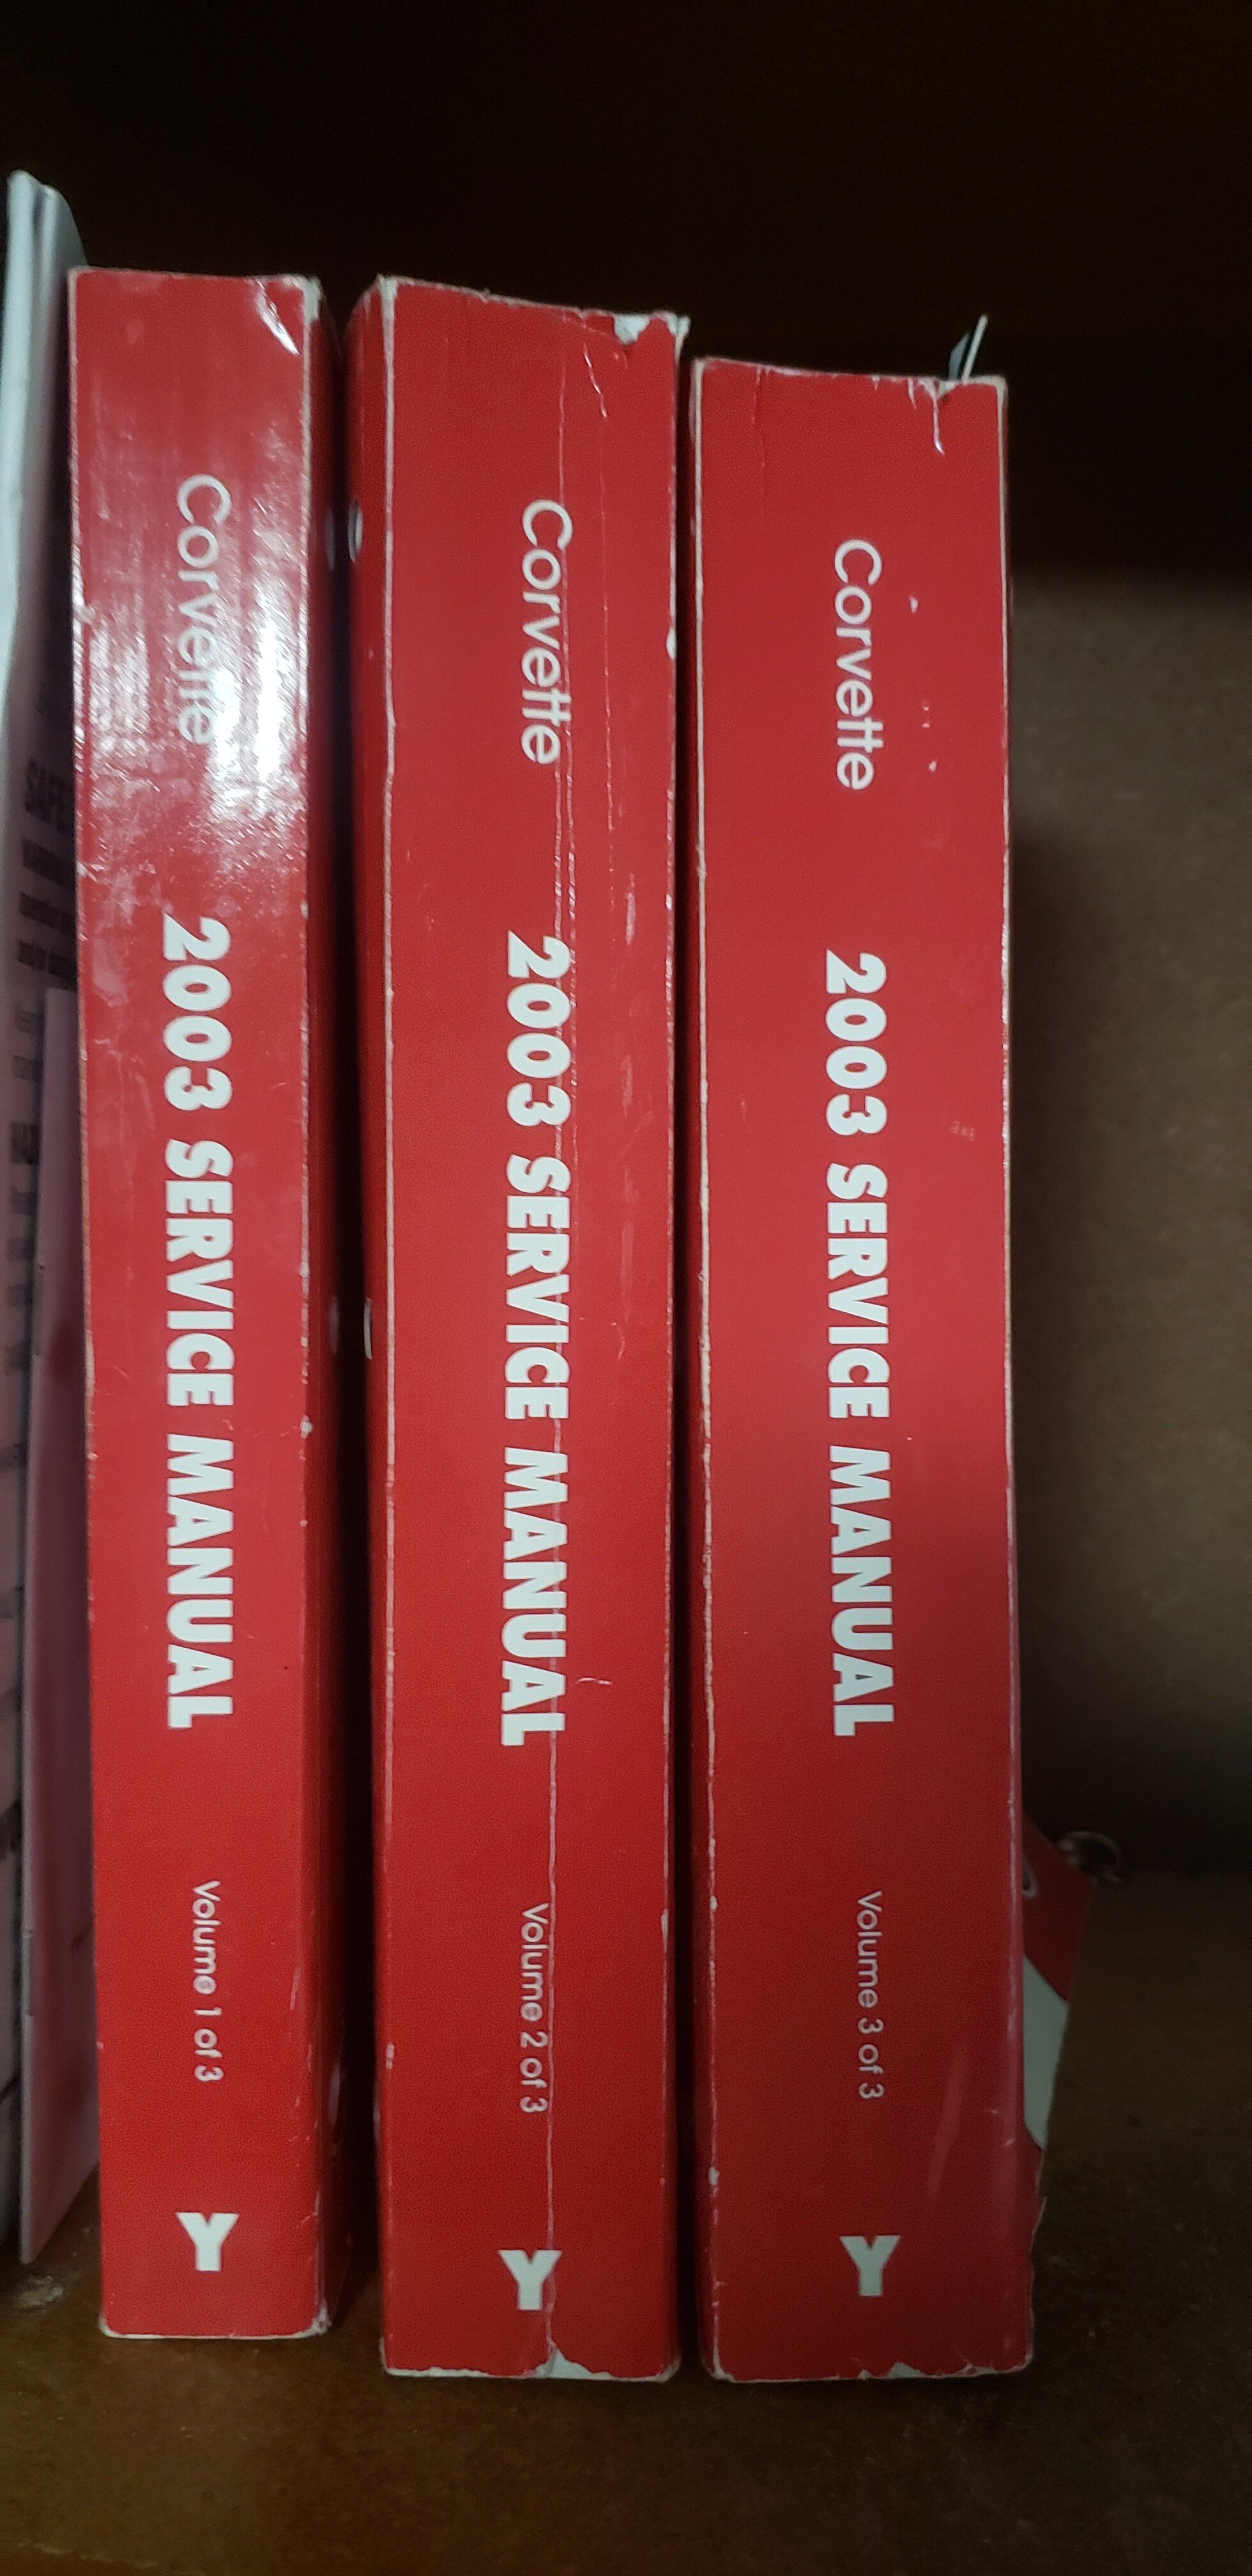 SAFE
Corvette 2003 SERVICE MANUAL Volume 1 of 3 Y
Corvette 2003 SERVICE MANUAL Volume 2 of 3 Y
Corvette 2003 SERVICE MANUAL Volume 3 of 3 Y